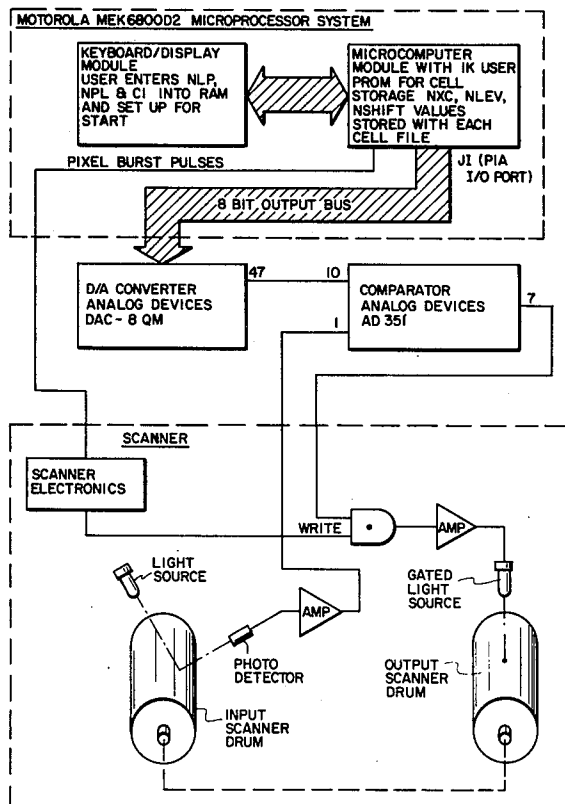 MOTOROLA MEK6800D2 MICROPROCESSOR SYSTEM
KEYBOARD/DISPLAY
MODULE
USER ENTERS NLP,
NPL & CI INTO RAM
AND SET UP FOR
START
MICROCOMPUTER
MODULE WITH IK USER
PROM FOR CELL
STORAGE NXC, NLEV,
NSHIFT VALUES
STORED WITH EACH
CELL FILE
PIXEL BURST PULSES
JI (PIA
I/O PORT)
8 BIT OUTPUT BUS
D/A CONVERTER
ANALOG DEVICES
DAC-8 QM
47
10
1
COMPARATOR
ANALOG DEVICES
AD 351
7
SCANNER
SCANNER
ELECTRONICS
WRITE
AMP
LIGHT
SOURCE
GATED
LIGHT
SOURCE
AMP
PHOTO
DETECTOR
OUTPUT
SCANNER
DRUM
INPUT
SCANNER
DRUM